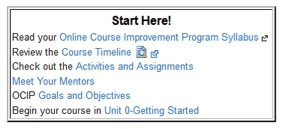 Start Here!
Read your Online Course Improvement Program Syllabus
Review the Course Timeline
Check out the Activities and Assignments
Meet Your Mentors
OCIP Goals and Objectives
Begin your course in Unit 0-Getting Started